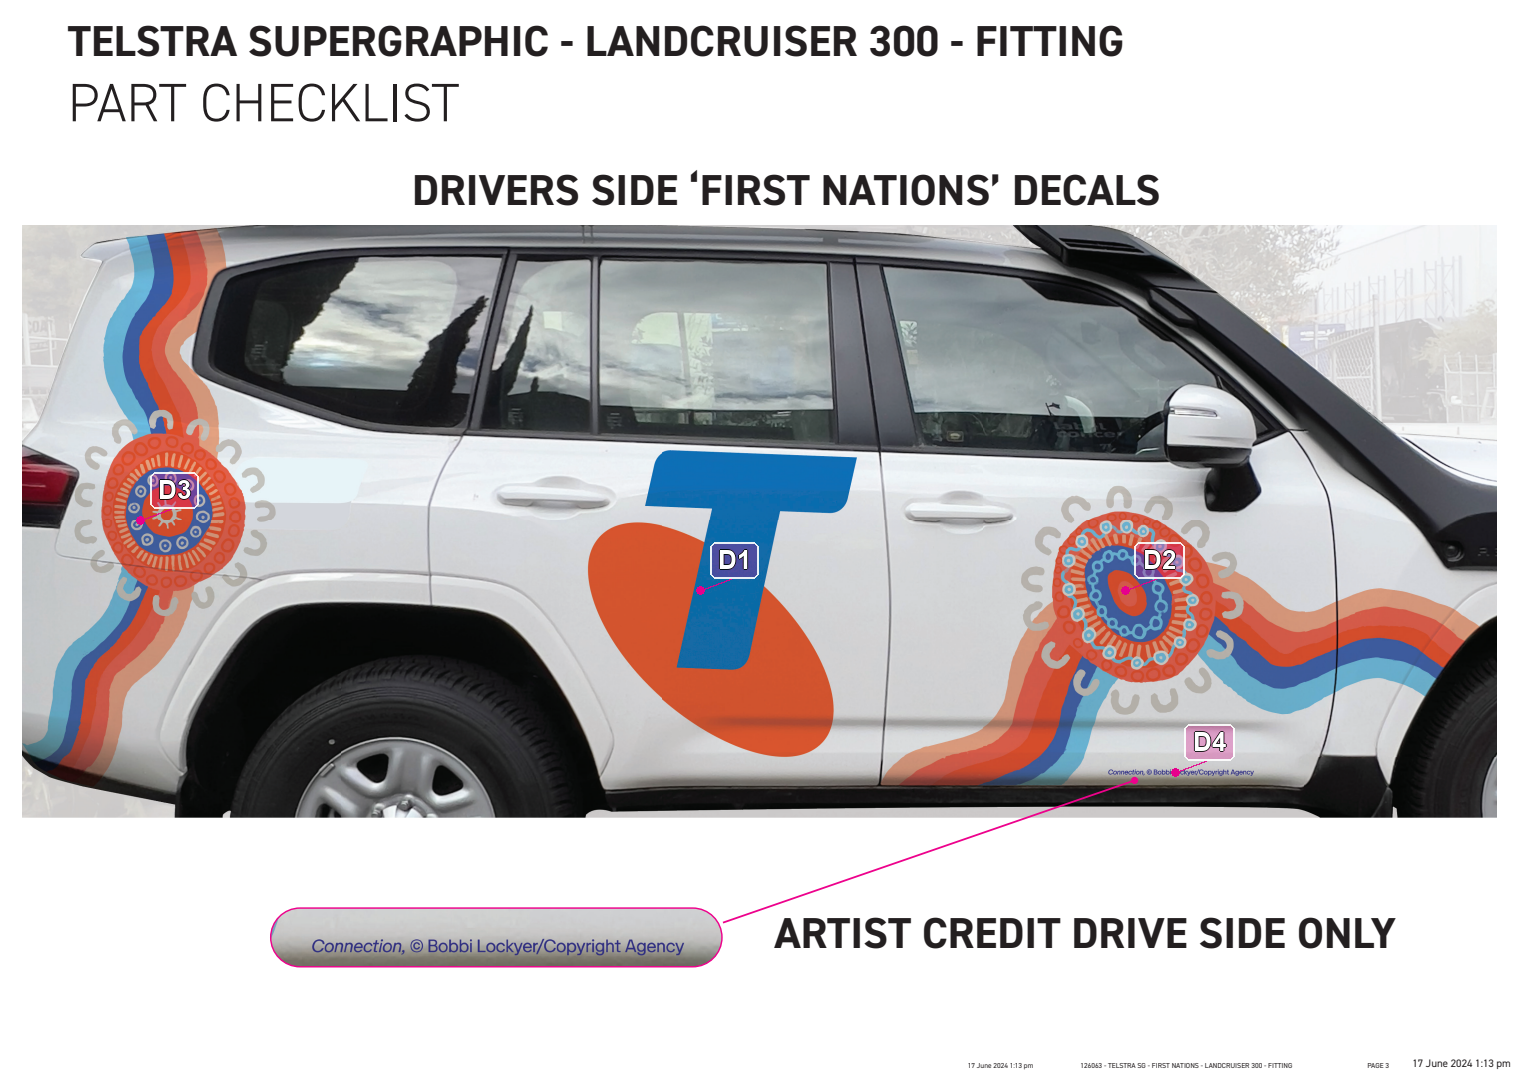 TELSTRA SUPERGRAPHIC - LANDCRUISER 300 - FITTING
PART CHECKLIST
DRIVERS SIDE ‘FIRST NATIONS’ DECALS
D3
D1
D2
D4
Connection, © Bobbi Lockyer/Copyright Agency
ARTIST CREDIT DRIVE SIDE ONLY
Connection, © Bobbi Lockyer/Copyright Agency
17 June 2024 1:13 pm
126063 - TELSTRA SG - FIRST NATIONS - LANDCRUISER 300 - FITTING
PAGE 3
17 June 2024 1:13 pm